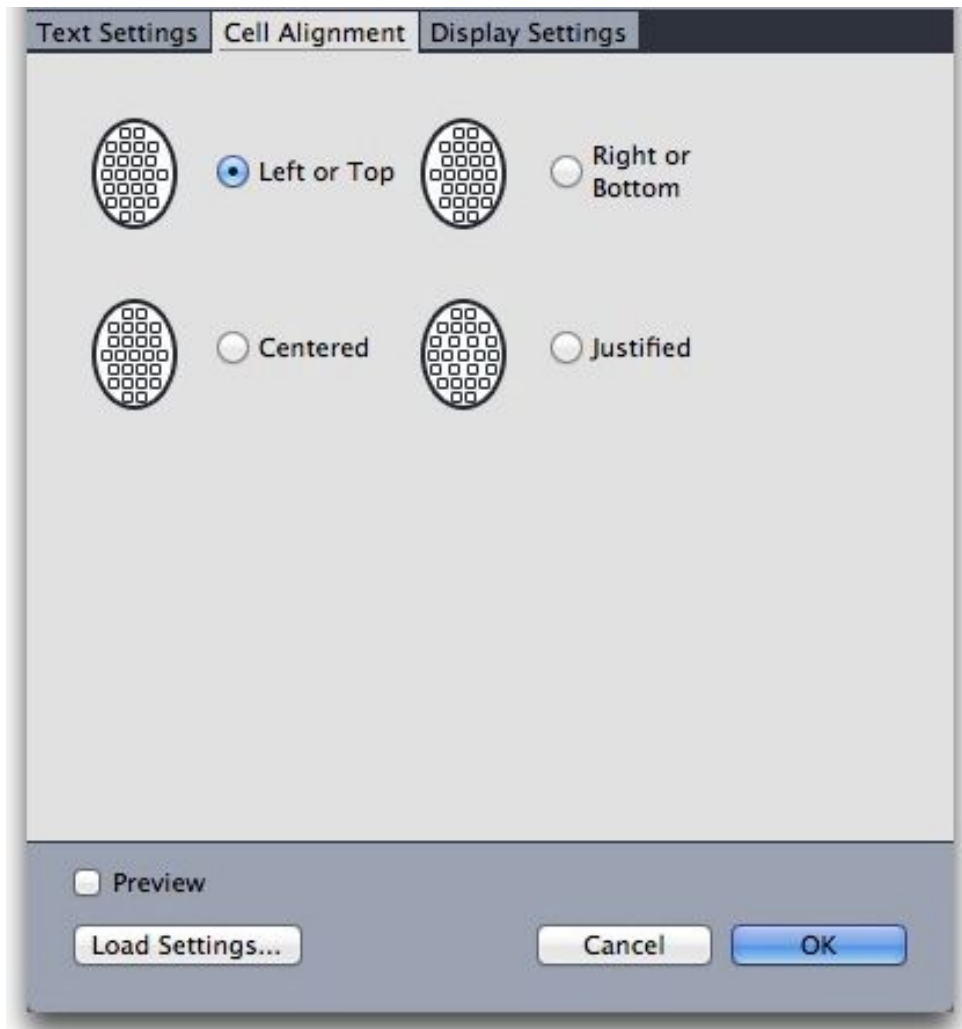 Text Settings Cell Alignment Display Settings
Left or Top
Right or
Bottom
Centered
Justified
Preview
Load Settings...
Cancel
OK